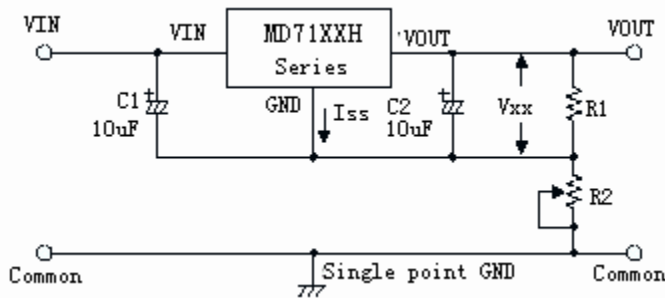 VIN
VIN
MD71XXH
Series
VOUT
VOUT
C1
10uF
GND
Iss
C2
10uF
Vxx
R1
R2
Common
Single point GND
Common